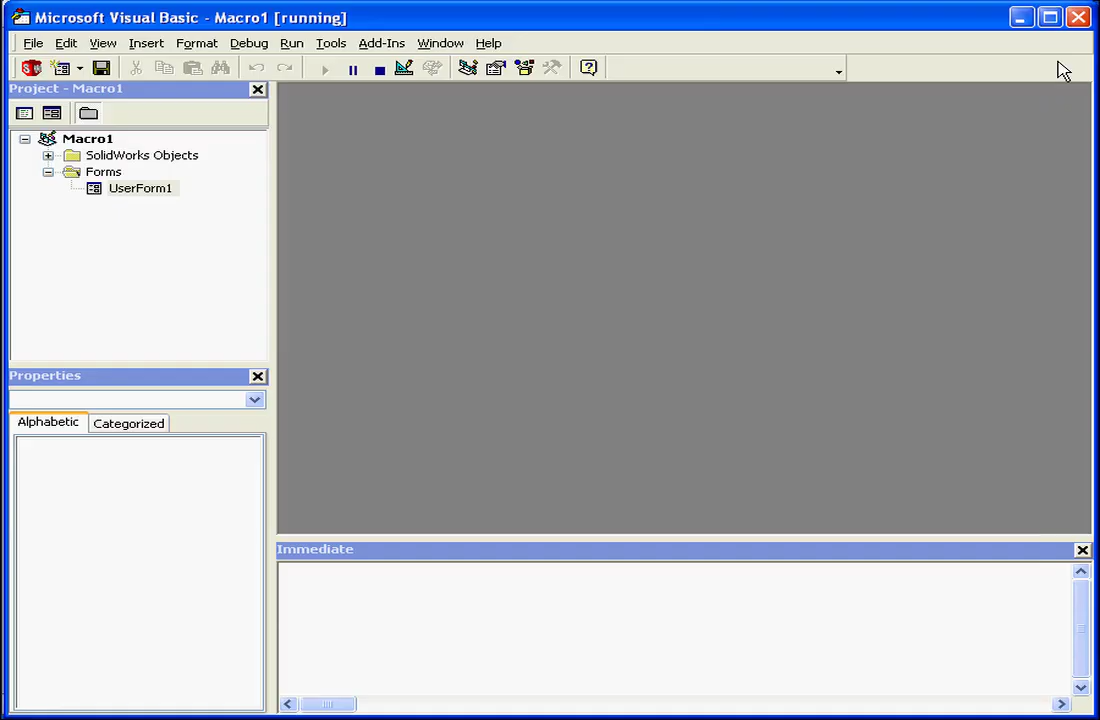 Microsoft Visual Basic - Macro1 [running]
File Edit View Insert Format Debug Run Tools Add-Ins Window Help
Project - Macro1
Macro1
SolidWorks Objects
Forms
UserForm1
Properties
Alphabetic Categorized
Immediate